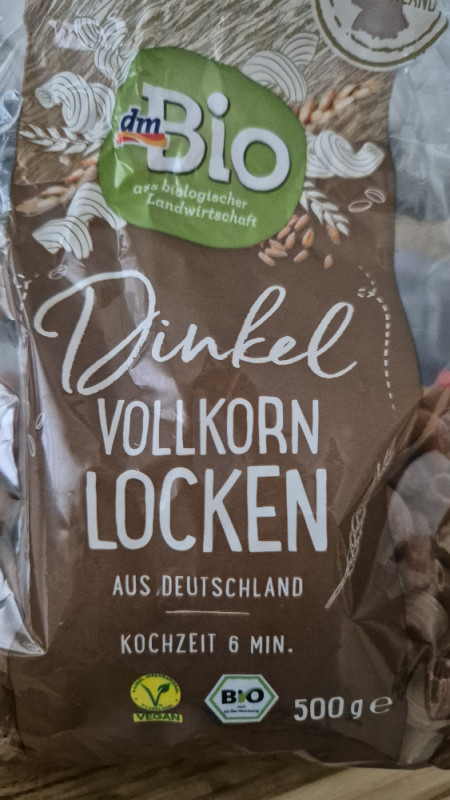 dm
Bio
aus biologischer
Landwirtschaft
Dinkel
VOLLKORN
LOCKEN
AUS DEUTSCHLAND
KOCHZEIT 6 MIN.
VEGAN
BIO
500 g e